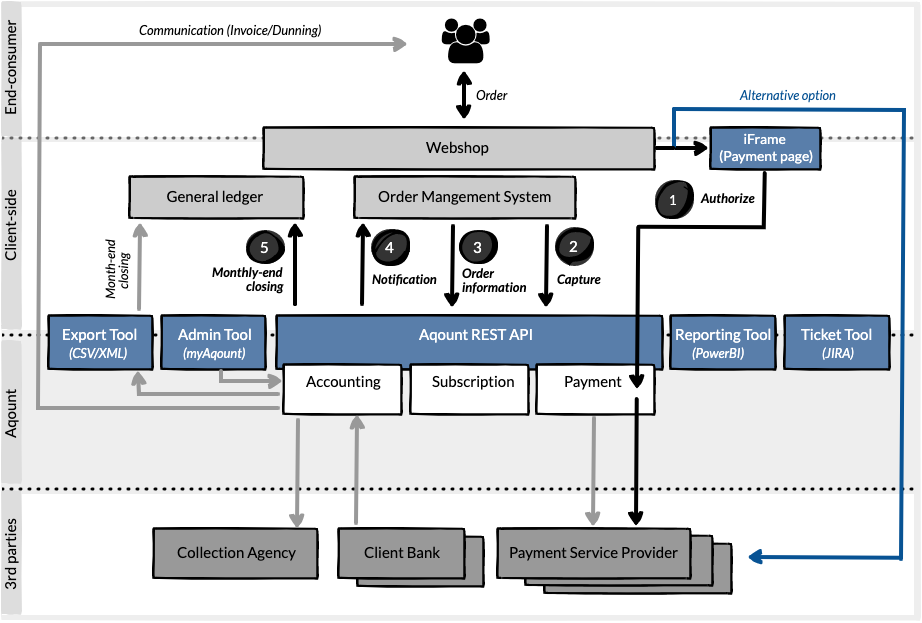 End-consumer
Communication (Invoice/Dunning)
Order
Alternative option
Client-side
Webshop
iFrame
(Payment page)
General ledger
Order Mangement System
1
Authorize
Month-end
closing
5
Monthly-end
closing
4
Notification
3
Order
information
2
Capture
Aqount
Export Tool
(CSV/XML)
Admin Tool
(myAqount)
Aqount REST API
Reporting Tool
(PowerBI)
Ticket Tool
(JIRA)
Accounting
Subscription
Payment
3rd parties
Collection Agency
Client Bank
Payment Service Provider